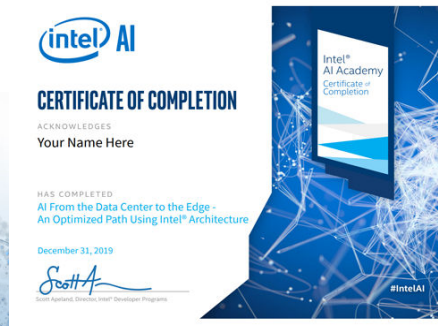 intel AI
CERTIFICATE OF COMPLETION
ACKNOWLEDGES
Your Name Here
HAS COMPLETED
AI From the Data Center to the Edge -
An Optimized Path Using Intel® Architecture
December 31, 2019
Scott A
Scott Apeland, Director, Intel® Developer Programs
Intel®
AI Academy
Certificate of
Completion
#IntelAI